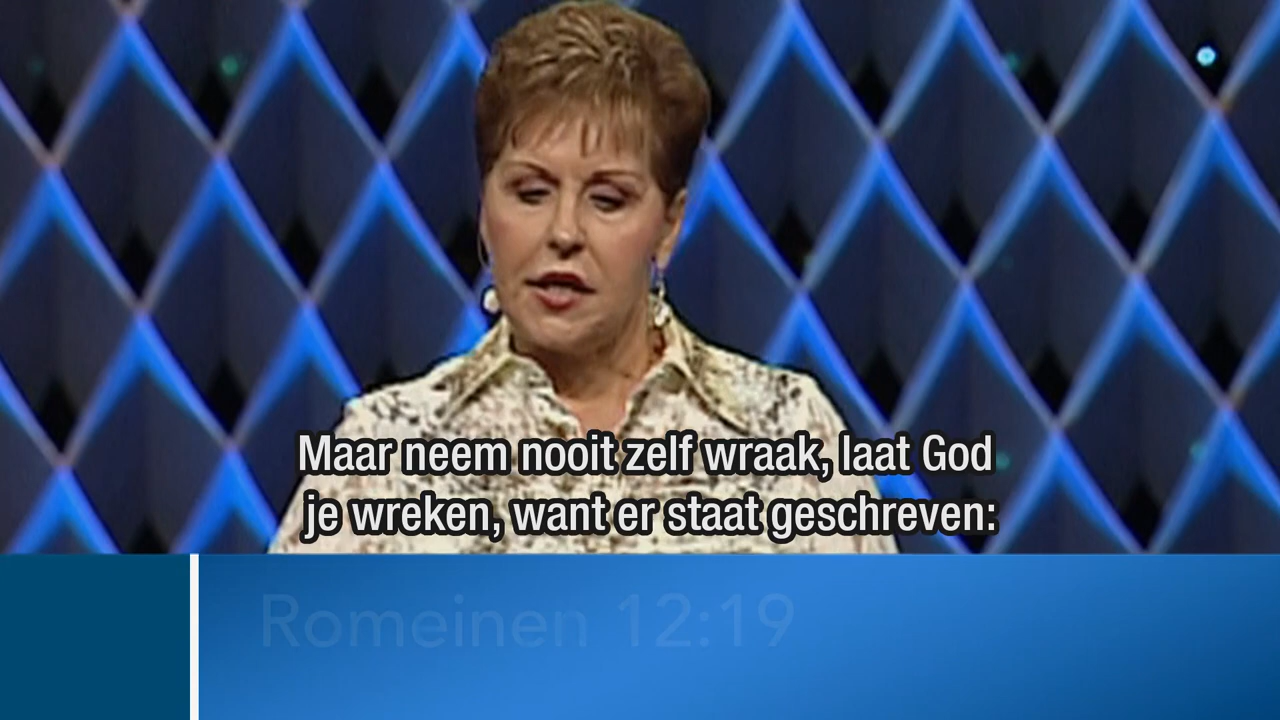 Maar neem nooit zelf wraak, laat God
je wreken, want er staat geschreven:
Romeinen 12:19